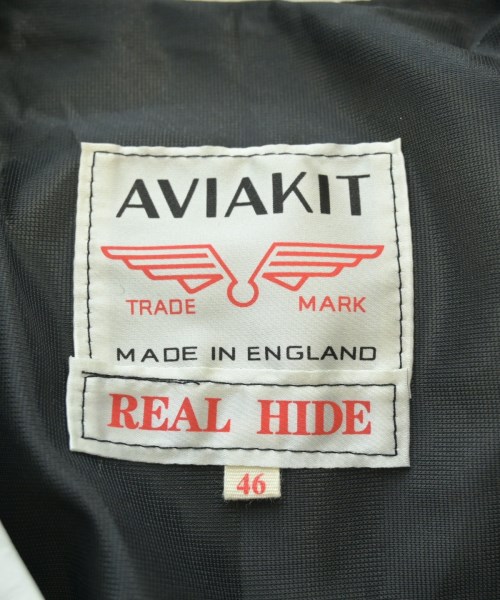 AVIAKIT
TRADE MARK
MADE IN ENGLAND
REAL HIDE
46